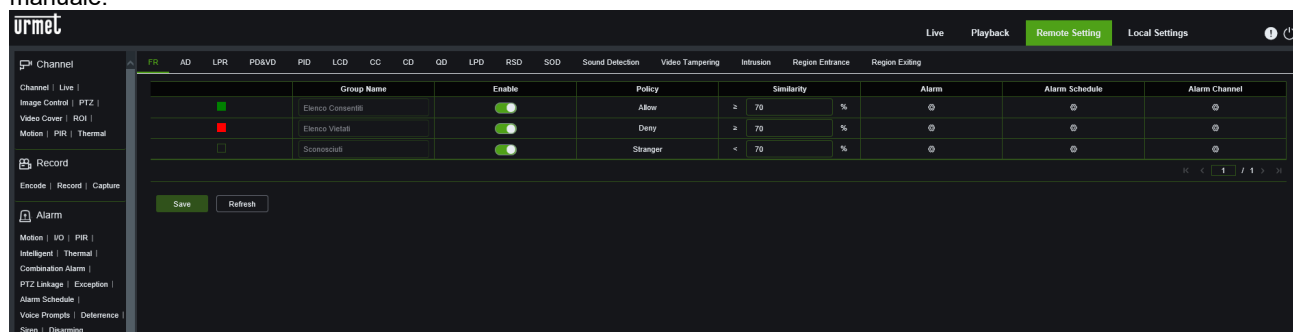 manuale.
urmet
Live Playback Remote Setting Local Settings
Channel
Channel | Live |
Image Control | PTZ |
Video Cover | ROI |
Motion | PIR | Thermal
Record
Encode | Record | Capture
Alarm
Motion | I/O | PIR |
Intelligent | Thermal |
Combination Alarm |
PTZ Linkage | Exception |
Alarm Schedule |
Voice Prompts | Deterrence |
Siren | Disarming
FR AD LPR PD&VD PID LCD CC CD QD LPD RSD SOD Sound Detection Video Tampering Intrusion Region Entrance Region Exiting
Group Name Enable Policy Similarity Alarm Alarm Schedule Alarm Channel
Elenco Consentiti Allow ≥ 70 %
Elenco Vietati Deny ≥ 70 %
Sconosciuti Stranger < 70 %
1 / 1
Save Refresh